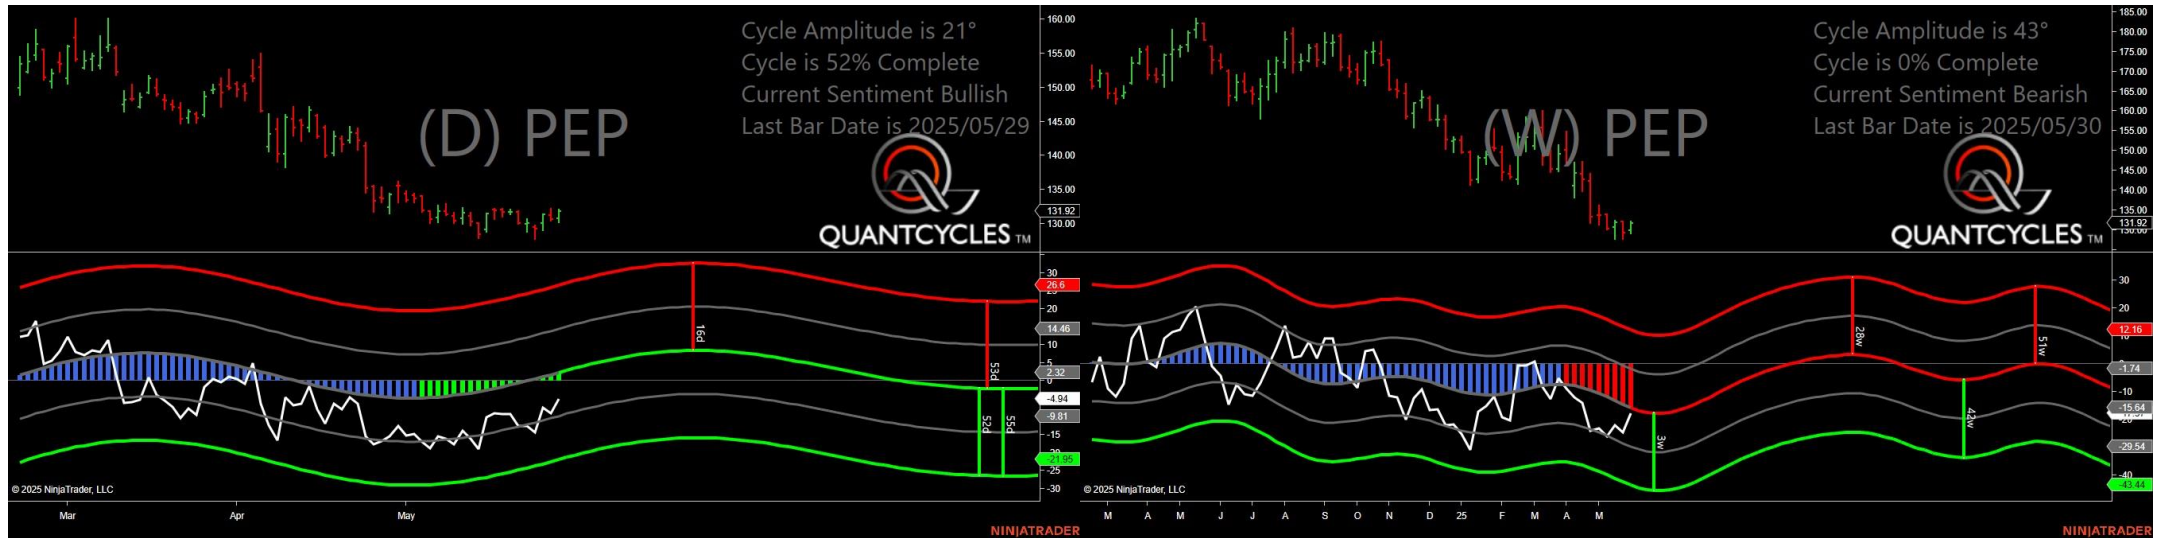 Cycle Amplitude is 21°
Cycle is 52% Complete
Current Sentiment Bullish
Last Bar Date is 2025/05/29
(D) PEP
QUANTCYCLES TM
160.00
155.00
150.00
145.00
140.00
135.00
131.92
130.00
30
26.6
20
14.46
10
5
2.32
0
-4.94
-9.81
-15
-21.95
-25
-30
16d
53d
52d
55d
© 2025 NinjaTrader, LLC
Mar
Apr
May
NINJATRADER
Cycle Amplitude is 43°
Cycle is 0% Complete
Current Sentiment Bearish
Last Bar Date is 2025/05/30
(W) PEP
QUANTCYCLES TM
185.00
180.00
175.00
170.00
165.00
160.00
155.00
150.00
145.00
140.00
135.00
131.92
130.00
30
20
12.16
-1.74
-10
-15.64
-29.54
-40
-43.44
3w
28w
42w
51w
© 2025 NinjaTrader, LLC
M A M J J A S O N D 25 F M A M
NINJATRADER